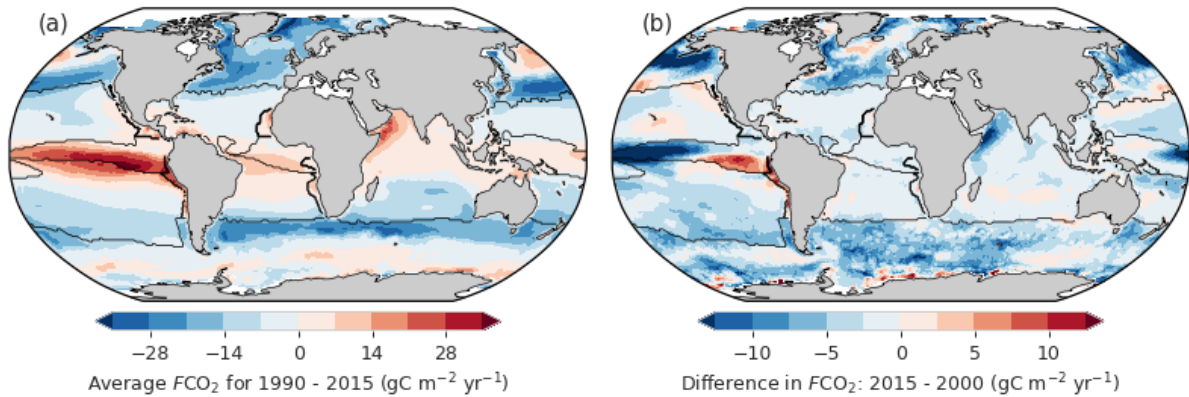 (a)
(b)
−28 −14 0 14 28
−10 −5 0 5 10
Average FCO₂ for 1990 - 2015 (gC m⁻² yr⁻¹)
Difference in FCO₂: 2015 - 2000 (gC m⁻² yr⁻¹)